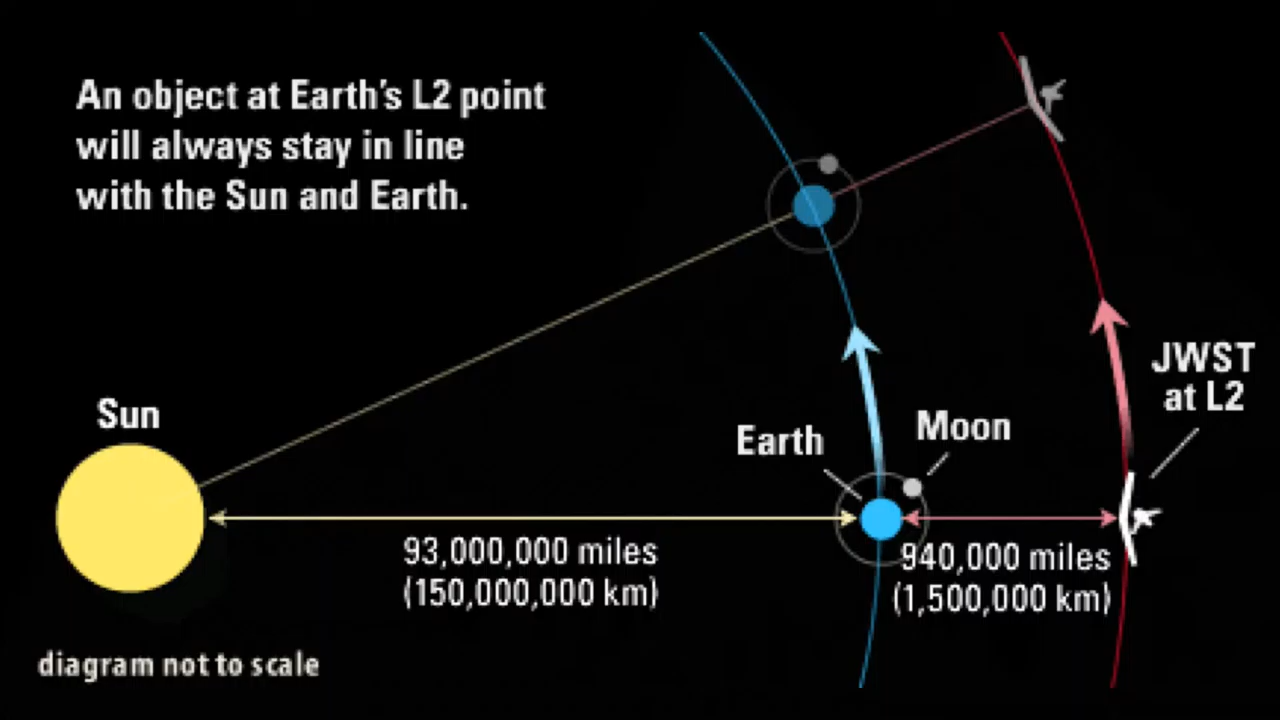 An object at Earth's L2 point
will always stay in line
with the Sun and Earth.
JWST
at L2
Sun
Earth
Moon
93,000,000 miles
(150,000,000 km)
940,000 miles
(1,500,000 km)
diagram not to scale